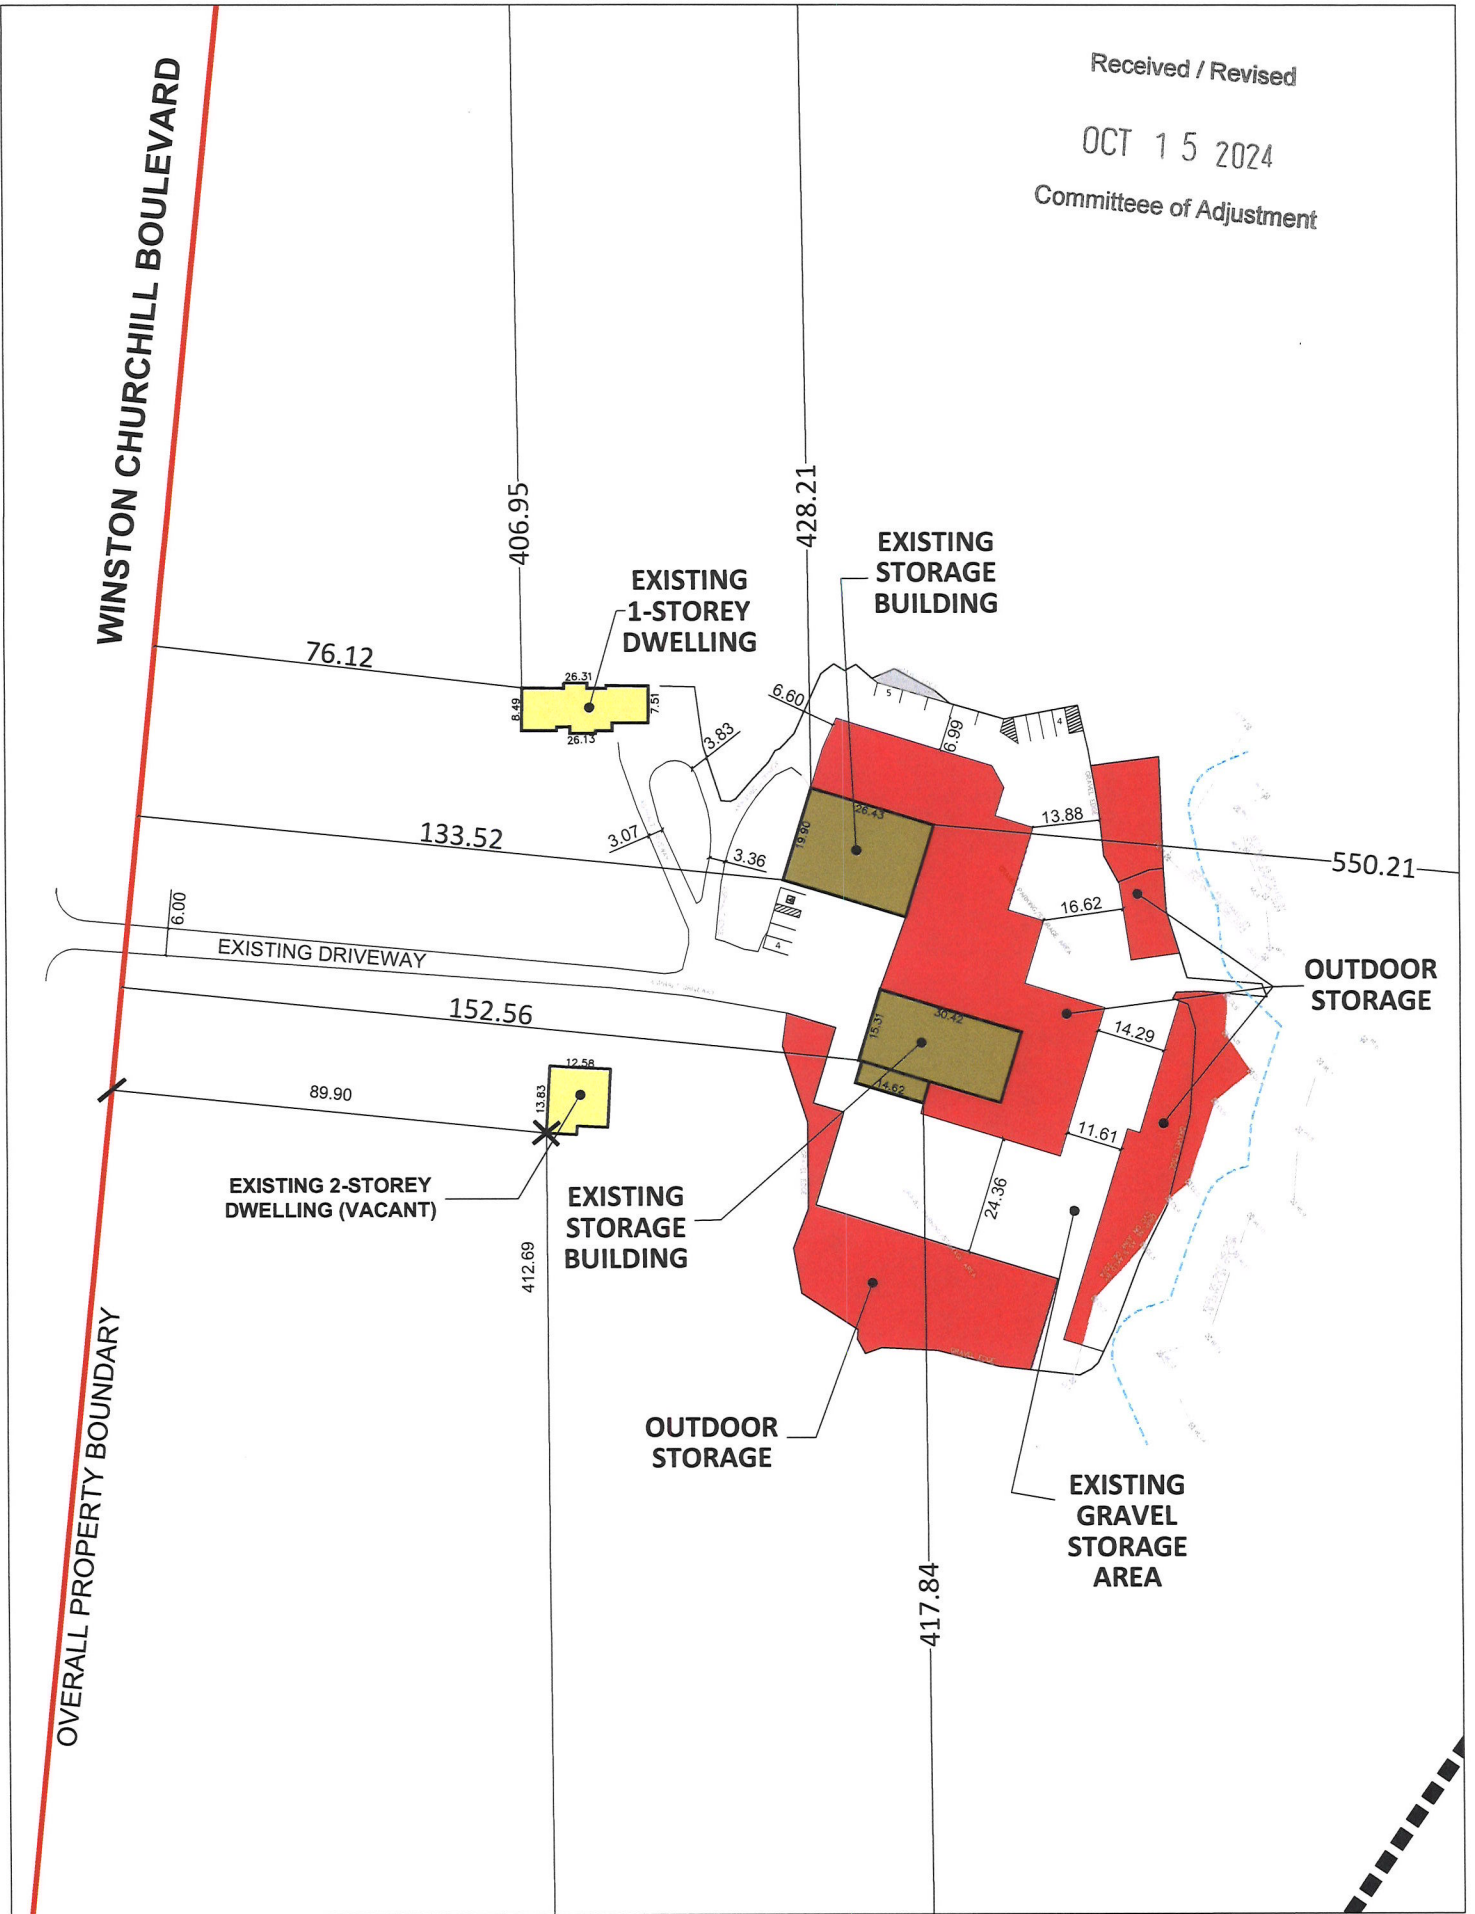 Received / Revised
OCT 15 2024
Committeee of Adjustment
WINSTON CHURCHILL BOULEVARD
406.95
428.21
EXISTING
STORAGE
BUILDING
EXISTING
1-STOREY
DWELLING
76.12
26.31
8.49
7.51
26.13
6.60
5
6.99
4
3.83
13.88
26.43
19.90
133.52
3.07
3.36
550.21
16.62
6.00
4
EXISTING DRIVEWAY
OUTDOOR
STORAGE
152.56
30.42
15.31
14.29
14.62
12.58
13.83
89.90
11.61
EXISTING 2-STOREY
DWELLING (VACANT)
EXISTING
STORAGE
BUILDING
24.36
412.69
OVERALL PROPERTY BOUNDARY
OUTDOOR
STORAGE
EXISTING
GRAVEL
STORAGE
AREA
417.84